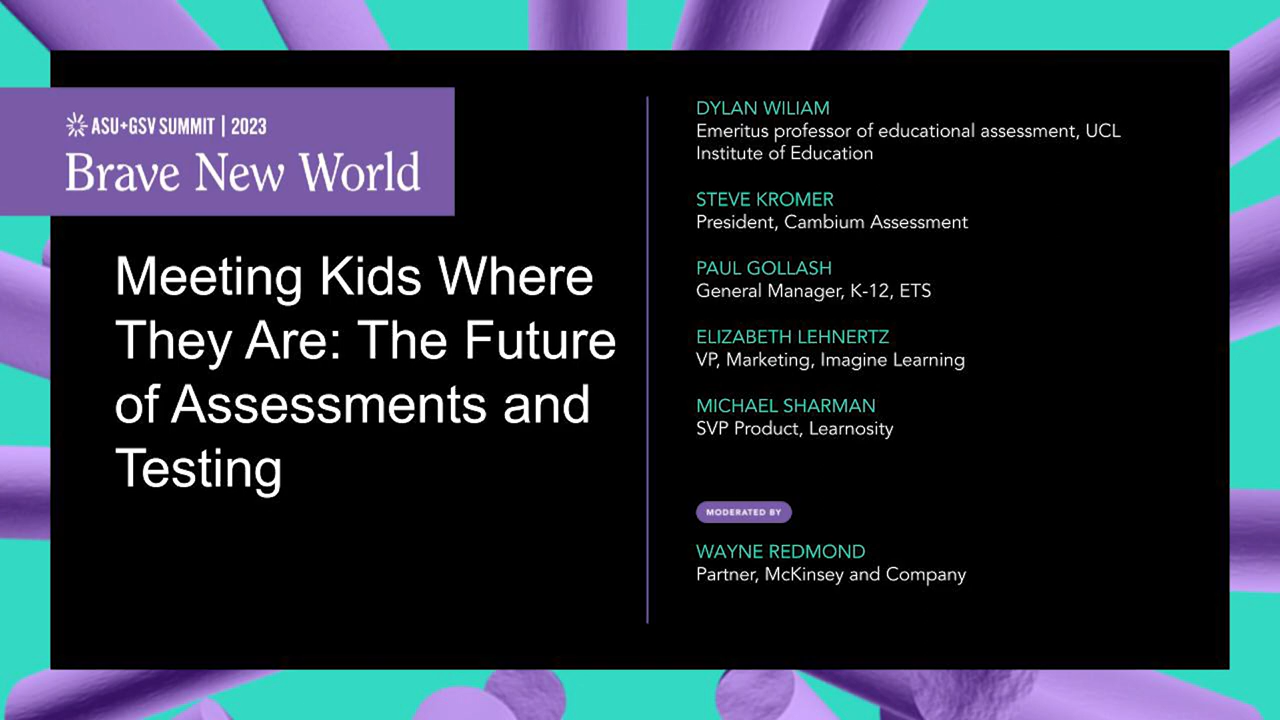 ASU+GSV SUMMIT | 2023
Brave New World
Meeting Kids Where
They Are: The Future
of Assessments and
Testing
DYLAN WILIAM
Emeritus professor of educational assessment, UCL
Institute of Education
STEVE KROMER
President, Cambium Assessment
PAUL GOLLASH
General Manager, K-12, ETS
ELIZABETH LEHNERTZ
VP, Marketing, Imagine Learning
MICHAEL SHARMAN
SVP Product, Learnosity
MODERATED BY
WAYNE REDMOND
Partner, McKinsey and Company